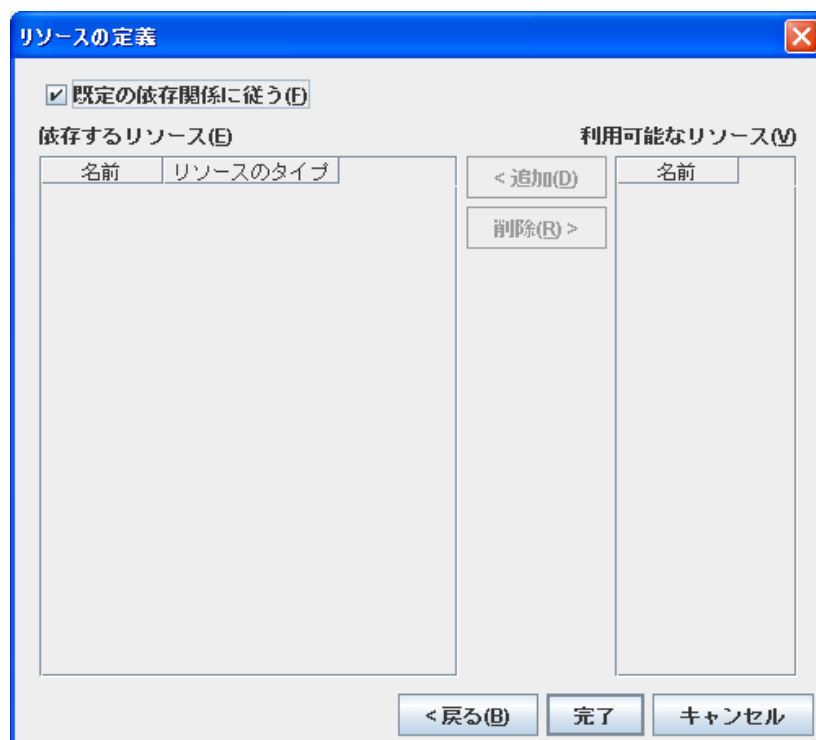 リソースの定義
既定の依存関係に従う(F)
依存するリソース(E)
利用可能なリソース(V)
名前 リソースのタイプ
< 追加(D)
名前
削除(R) >
< 戻る(B) 完了 キャンセル